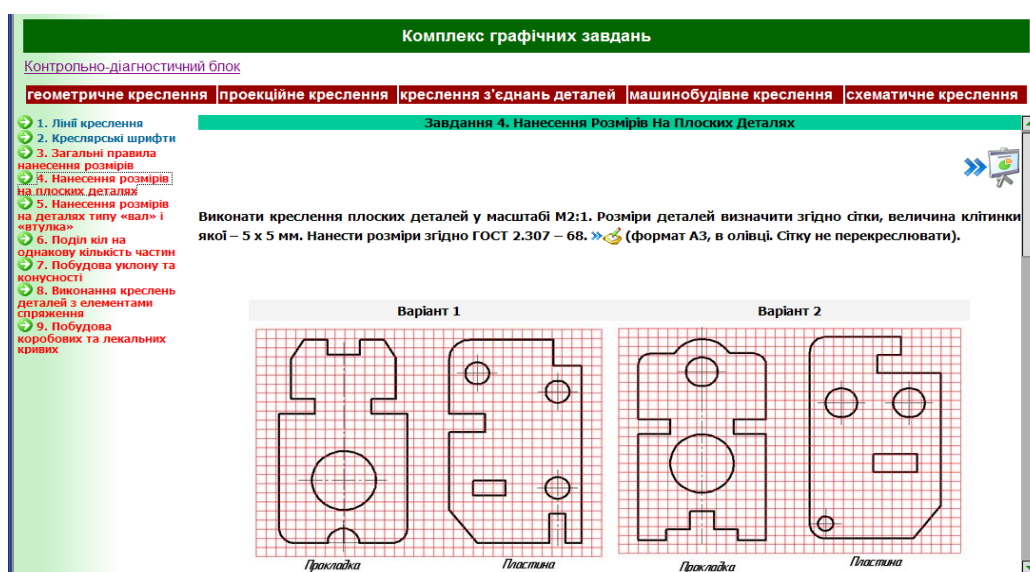 Комплекс графічних завдань
Контрольно-діагностичний блок
геометричне креслення проекційне креслення креслення з'єднань деталей машинобудівне креслення схематичне креслення
1. Лінії креслення
2. Креслярські шрифти
3. Загальні правила
нанесення розмірів
4. Нанесення розмірів
на плоских деталях
5. Нанесення розмірів
на деталях типу «вал» і
«втулка»
6. Поділ кіл на
однакову кількість частин
7. Побудова уклону та
конусності
8. Виконання креслень
деталей з елементами
спряження
9. Побудова
коробових та лекальних
кривих
Завдання 4. Нанесення Розмірів На Плоских Деталях
Виконати креслення плоских деталей у масштабі М2:1. Розміри деталей визначити згідно сітки, величина клітинки
якої – 5 х 5 мм. Нанести розміри згідно ГОСТ 2.307 – 68. (формат А3, в олівці. Сітку не перекреслювати).
Варіант 1
Варіант 2
Прокладка
Пластина
Прокладка
Пластина